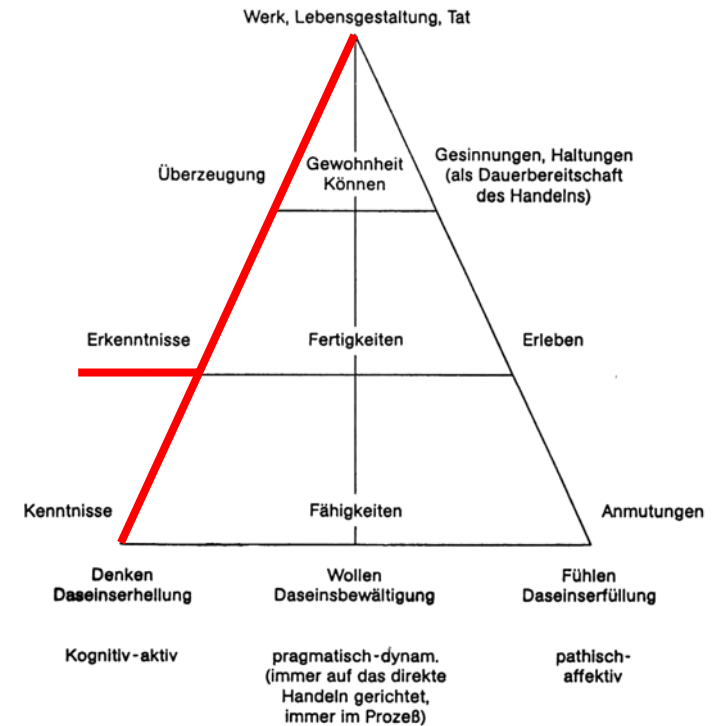 Werk, Lebensgestaltung, Tat
Überzeugung
Gewohnheit
Können
Gesinnungen, Haltungen
(als Dauerbereitschaft
des Handelns)
Erkenntnisse
Fertigkeiten
Erleben
Kenntnisse
Fähigkeiten
Anmutungen
Denken
Daseinserhellung
Wollen
Daseinsbewältigung
Fühlen
Daseinserfüllung
Kognitiv-aktiv
pragmatisch-dynam.
(immer auf das direkte
Handeln gerichtet,
immer im Prozeß)
pathisch-
affektiv